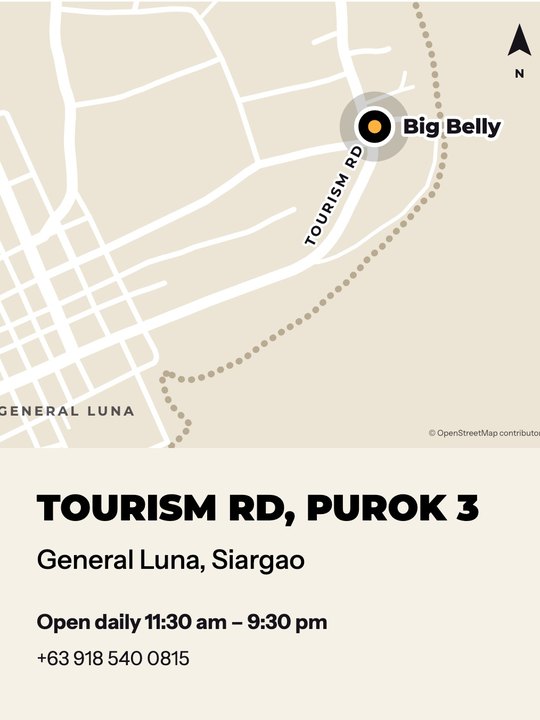 N
Big Belly
TOURISM RD
GENERAL LUNA
© OpenStreetMap contributor
TOURISM RD, PUROK 3
General Luna, Siargao
Open daily 11:30 am – 9:30 pm
+63 918 540 0815